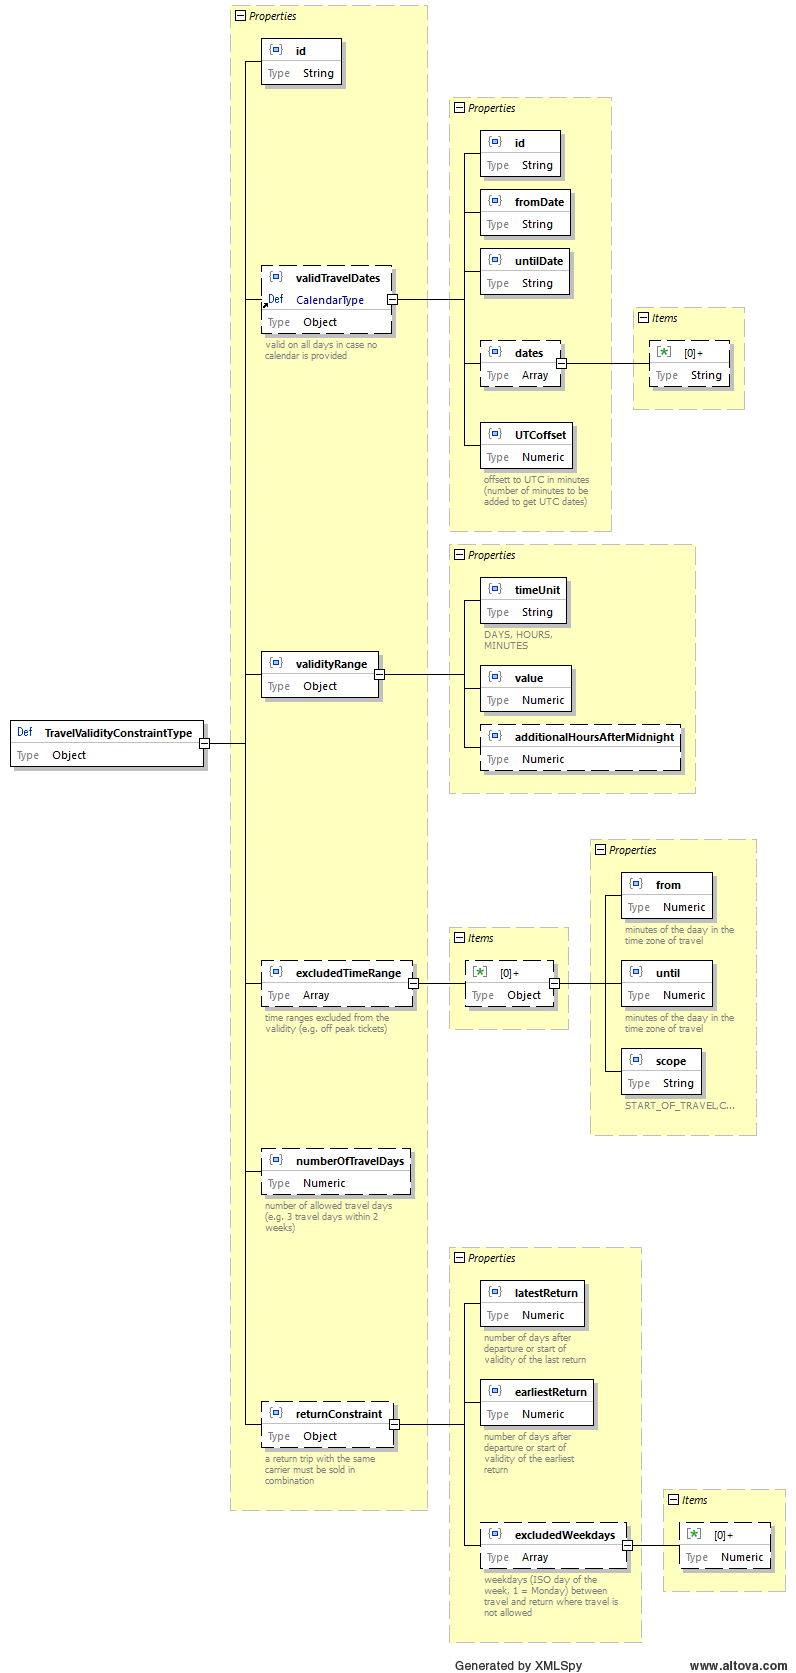 Properties
id
Type String
Properties
id
Type String
fromDate
Type String
untilDate
Type String
validTravelDates
Def CalendarType
Type Object
valid on all days in case no
calendar is provided
Items
dates
Type Array
[0]+
Type String
UTCoffset
Type Numeric
offsett to UTC in minutes
(number of minutes to be
added to get UTC dates)
Properties
timeUnit
Type String
DAYS, HOURS,
MINUTES
validityRange
Type Object
value
Type Numeric
additionalHoursAfterMidnight
Type Numeric
Def TravelValidityConstraintType
Type Object
Properties
from
Type Numeric
minutes of the daay in the
time zone of travel
Items
excludedTimeRange
Type Array
time ranges excluded from the
validity (e.g. off peak tickets)
[0]+
Type Object
until
Type Numeric
minutes of the daay in the
time zone of travel
scope
Type String
START_OF_TRAVEL,C...
numberOfTravelDays
Type Numeric
number of allowed travel days
(e.g. 3 travel days within 2
weeks)
Properties
latestReturn
Type Numeric
number of days after
departure or start of
validity of the last return
earliestReturn
Type Numeric
number of days after
departure or start of
validity of the earliest
return
returnConstraint
Type Object
a return trip with the same
carrier must be sold in
combination
Items
excludedWeekdays
Type Array
weekdays (ISO day of the
week, 1 = Monday) between
travel and return where travel is
not allowed
[0]+
Type Numeric
Generated by XMLSpy
www.altova.com